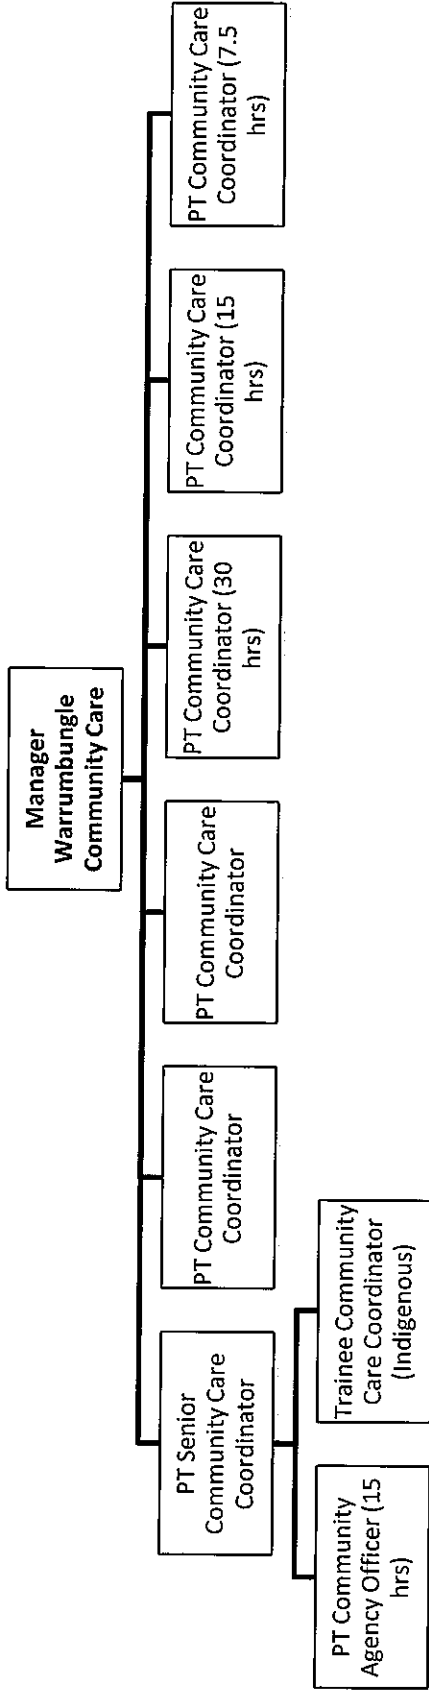 Manager
Warrumbungle
Community Care
PT Senior
Community Care
Coordinator
PT Community Care
Coordinator
PT Community Care
Coordinator
PT Community Care
Coordinator (30
hrs)
PT Community Care
Coordinator (15
hrs)
PT Community Care
Coordinator (7.5
hrs)
PT Community
Agency Officer (15
hrs)
Trainee Community
Care Coordinator
(Indigenous)